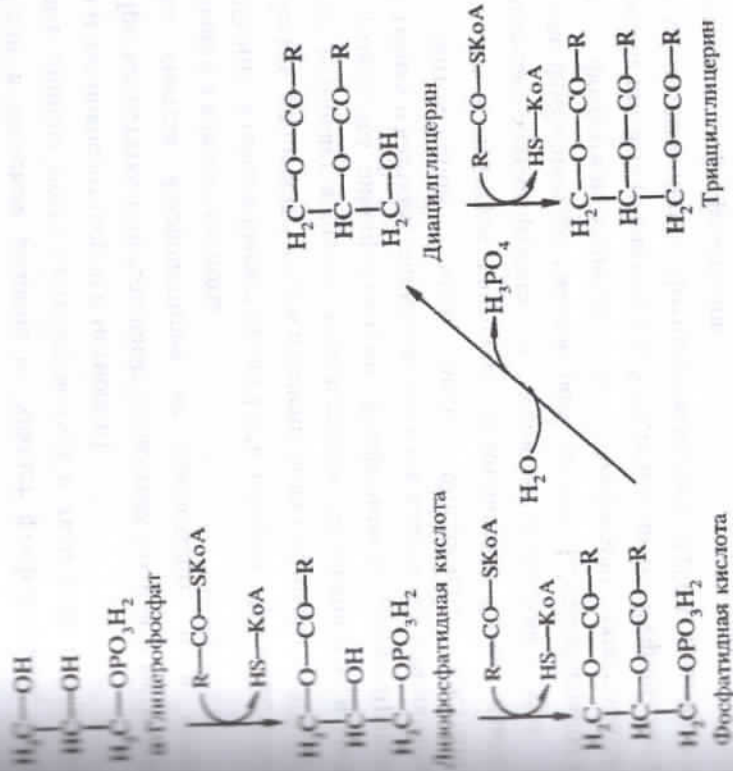 H₂C—OH
HC—OH
H₂C—OPO₃H₂
Глицерофосфат
R—CO—SKoA
HS—KoA
H₂C—O—CO—R
HC—OH
H₂C—OPO₃H₂
Лизофосфатидная кислота
R—CO—SKoA
HS—KoA
H₂C—O—CO—R
HC—O—CO—R
H₂C—OPO₃H₂
Фосфатидная кислота
H₂O
H₃PO₄
H₂C—O—CO—R
HC—O—CO—R
H₂C—OH
Диацилглицерин
R—CO—SKoA
HS—KoA
H₂C—O—CO—R
HC—O—CO—R
H₂C—O—CO—R
Триацилглицерин